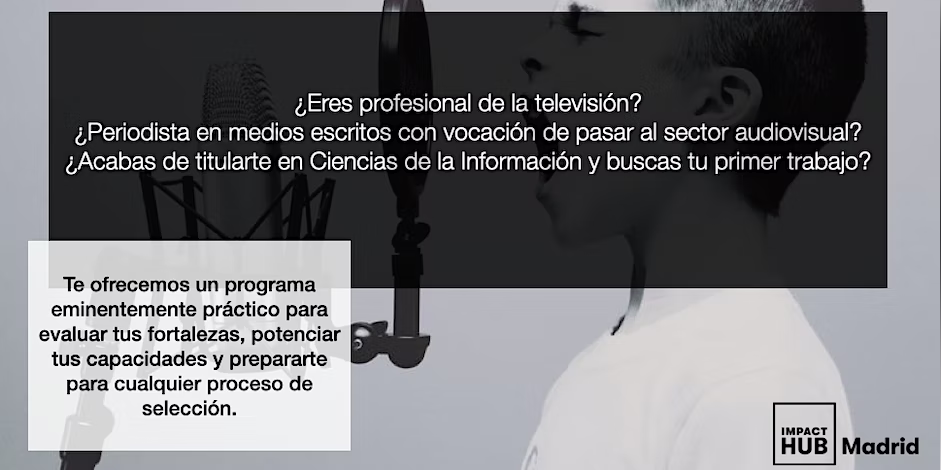 ¿Eres profesional de la televisión?
¿Periodista en medios escritos con vocación de pasar al sector audiovisual?
¿Acabas de titularte en Ciencias de la Información y buscas tu primer trabajo?
Te ofrecemos un programa
eminentemente práctico para
evaluar tus fortalezas, potenciar
tus capacidades y prepararte
para cualquier proceso de
selección.
IMPACT
HUB Madrid